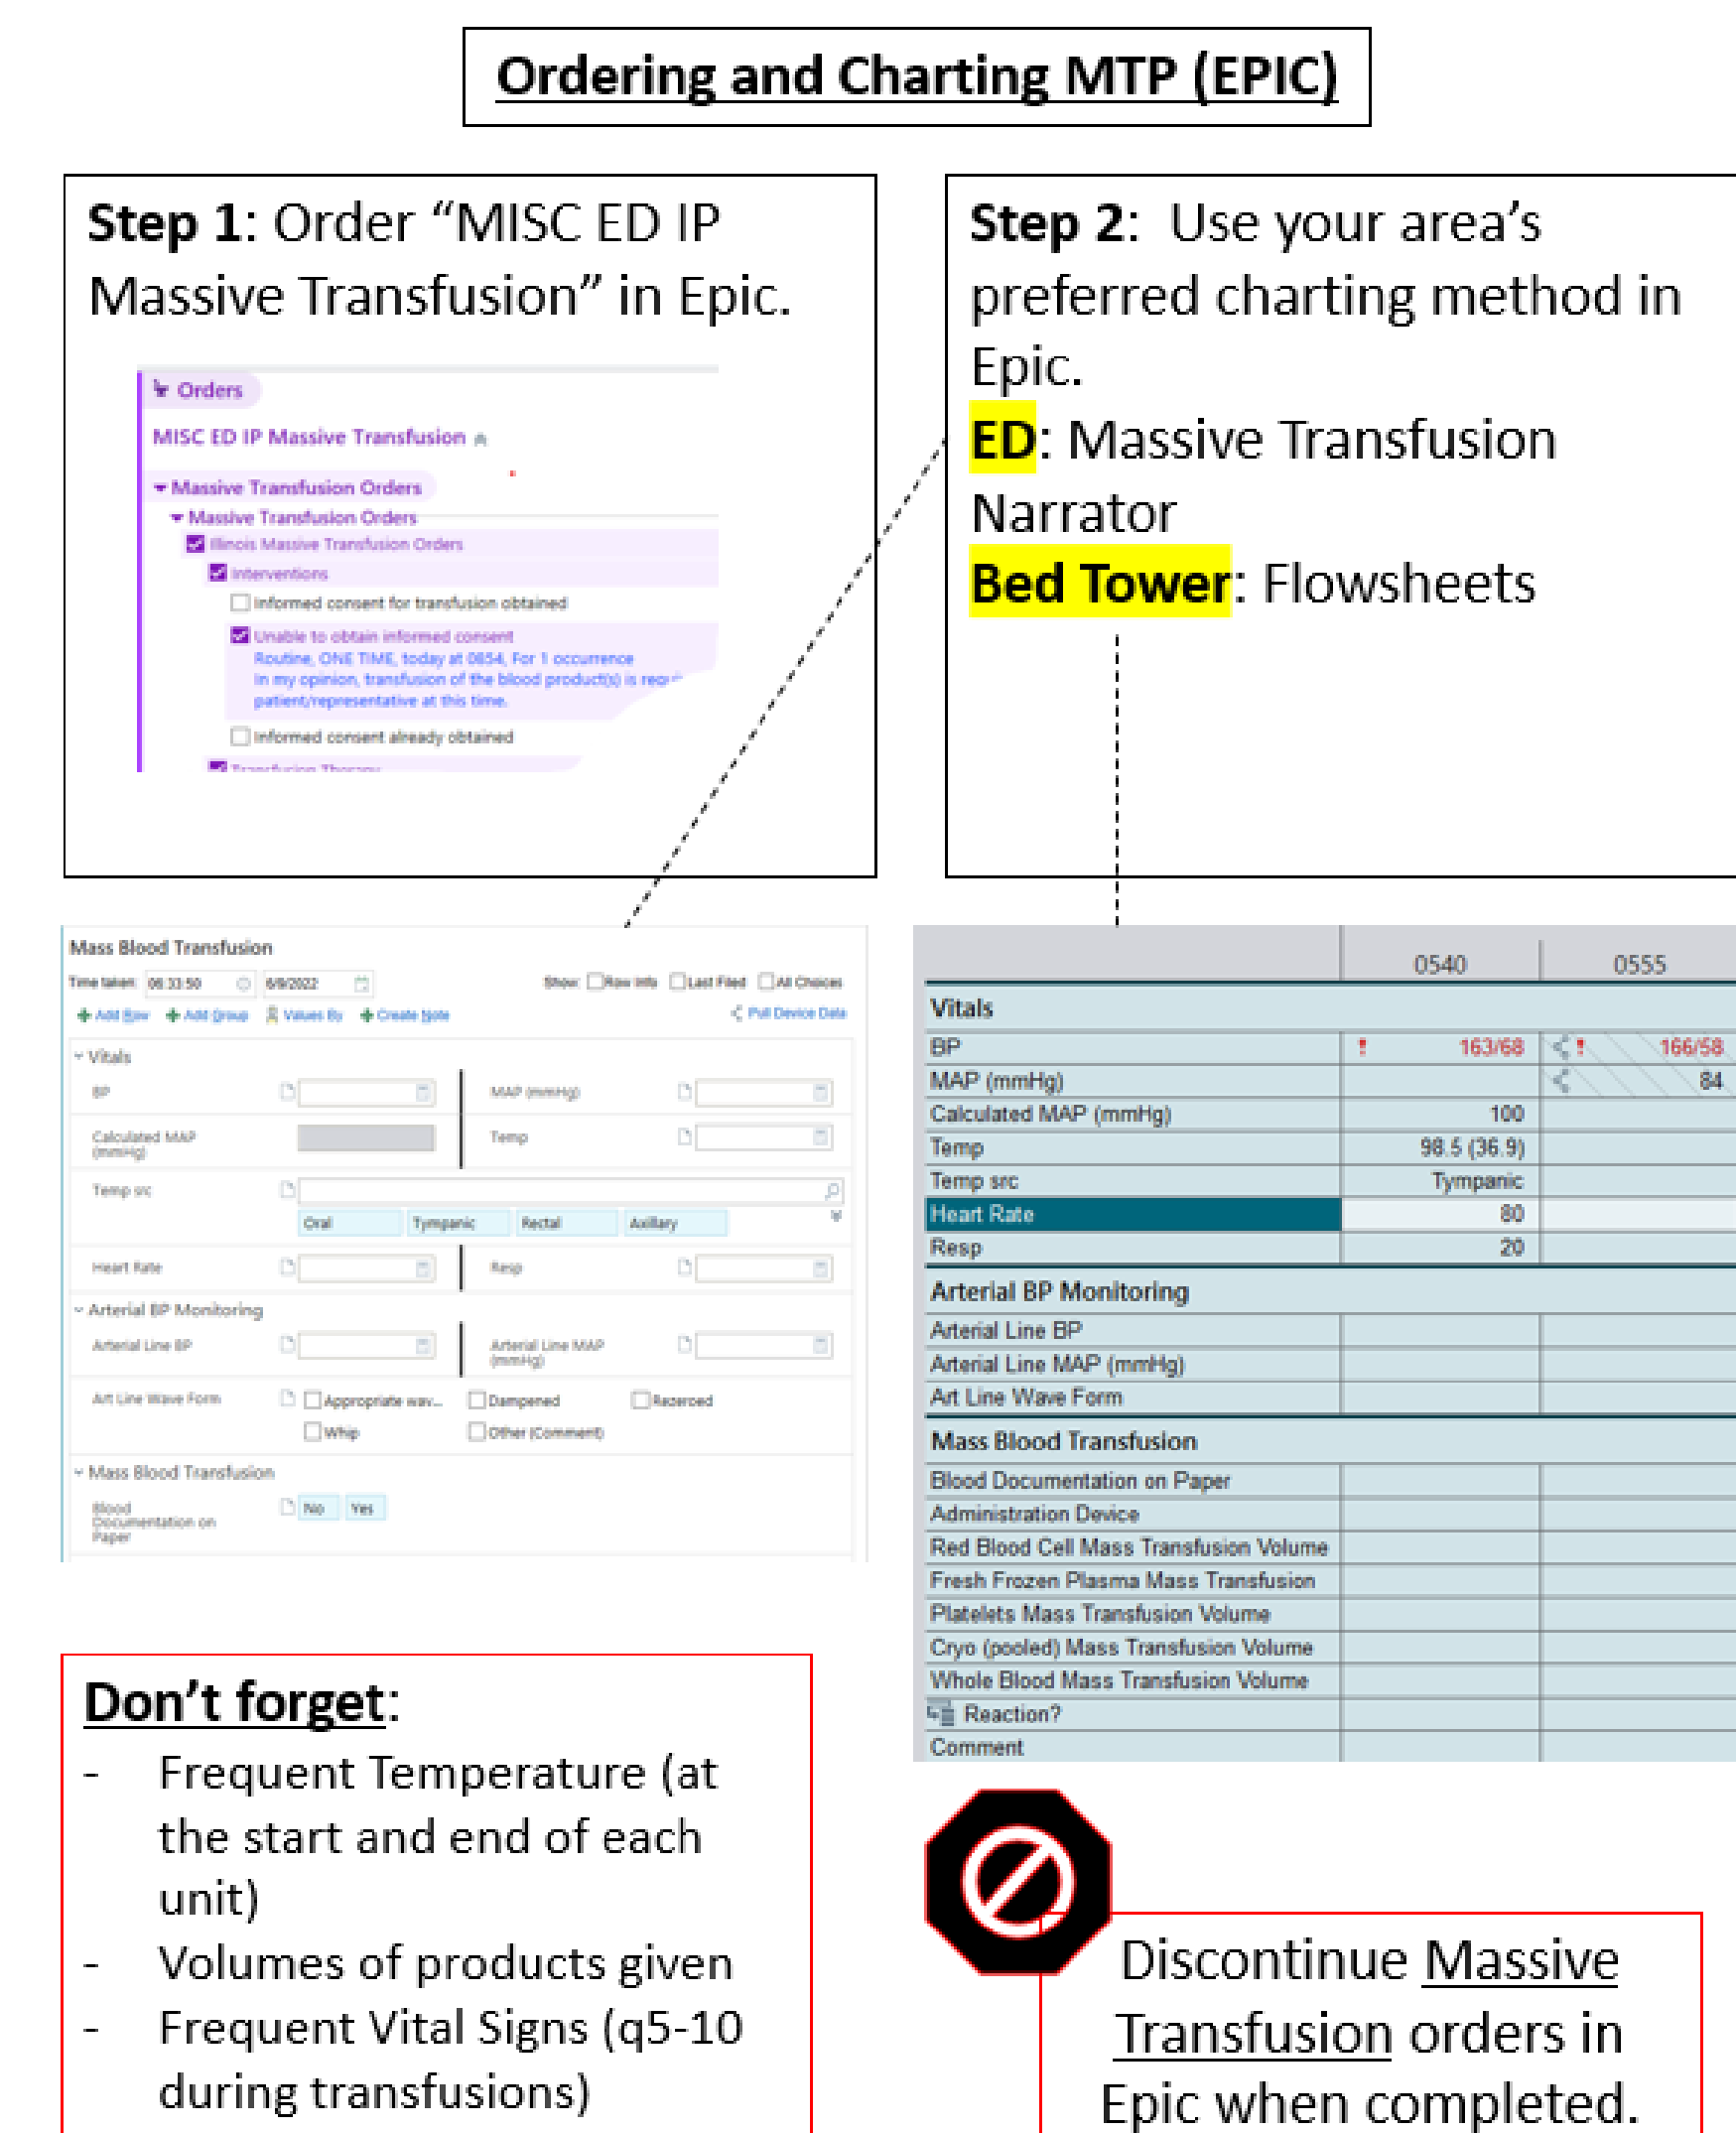 Ordering and Charting MTP (EPIC)
Step 1: Order “MISC ED IP
Massive Transfusion” in Epic.
Orders
MISC ED IP Massive Transfusion
Massive Transfusion Orders
Massive Transfusion Orders
Illinois Massive Transfusion Orders
Interventions
Informed consent for transfusion obtained
Unable to obtain informed consent
Routine, ONE TIME, today at 0654, For 1 occurrence
In my opinion, transfusion of the blood product(s) is
patient/representative at this time.
Informed consent already obtained
Transfusion Therapy
Step 2: Use your area’s
preferred charting method in
Epic.
ED: Massive Transfusion
Narrator
Bed Tower: Flowsheets
Mass Blood Transfusion
Time taken: 06:33:50 6/9/2022 Show: Row Info Last Filed All Choices
Add Row Add Group Values By Create Note Pull Device Data
Vitals
BP MAP (mmHg)
Calculated MAP
(mmHg)
Temp
Temp src
Oral Tympanic Rectal Axillary
Heart Rate Resp
Arterial BP Monitoring
Arterial Line BP Arterial Line MAP
(mmHg)
Art Line Wave Form Appropriate wav... Dampened Rezeroed
Whip Other (Comment)
Mass Blood Transfusion
Blood
Documentation on
Paper
No Yes
0540 0555
Vitals
BP ! 163/68 ! 166/58
MAP (mmHg) 84
Calculated MAP (mmHg) 100
Temp 98.5 (36.9)
Temp src Tympanic
Heart Rate 80
Resp 20
Arterial BP Monitoring
Arterial Line BP
Arterial Line MAP (mmHg)
Art Line Wave Form
Mass Blood Transfusion
Blood Documentation on Paper
Administration Device
Red Blood Cell Mass Transfusion Volume
Fresh Frozen Plasma Mass Transfusion
Platelets Mass Transfusion Volume
Cryo (pooled) Mass Transfusion Volume
Whole Blood Mass Transfusion Volume
Reaction?
Comment
Don’t forget:
- Frequent Temperature (at
the start and end of each
unit)
- Volumes of products given
- Frequent Vital Signs (q5-10
during transfusions)
Discontinue Massive
Transfusion orders in
Epic when completed.